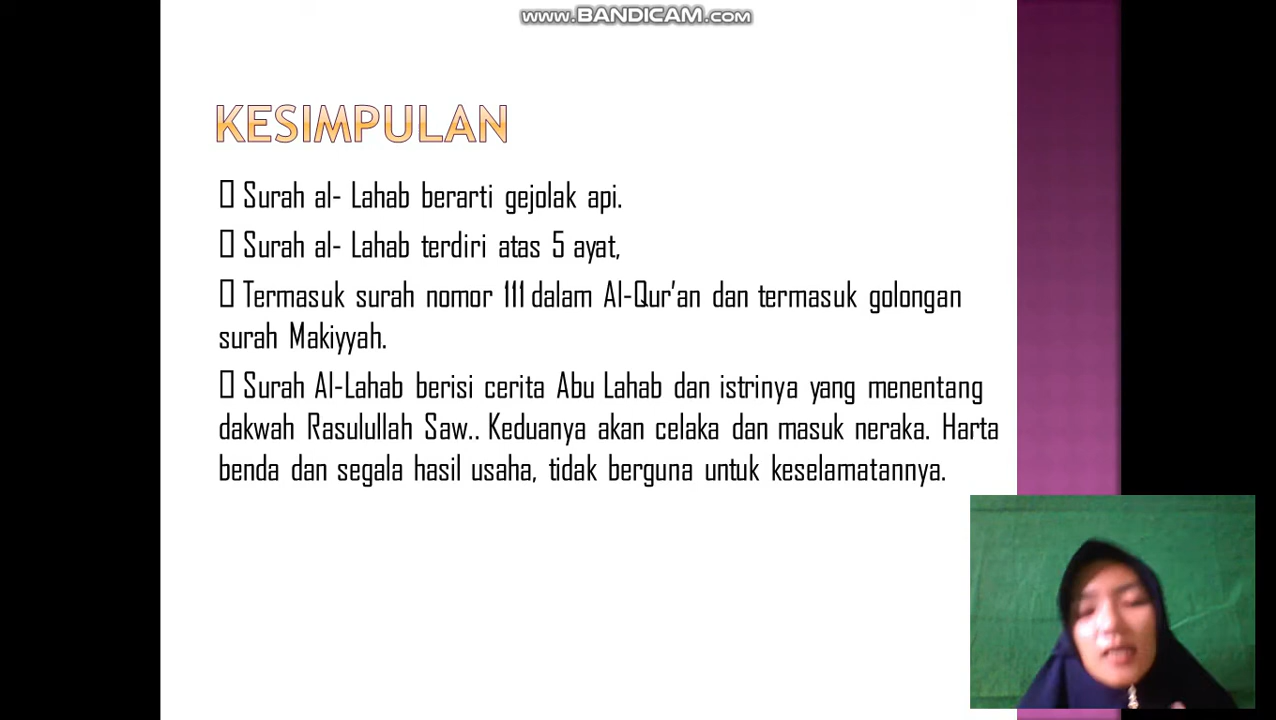 www.BANDICAM.com
KESIMPULAN
Surah al- Lahab berarti gejolak api.
Surah al- Lahab terdiri atas 5 ayat,
Termasuk surah nomor 111 dalam Al-Qur’an dan termasuk golongan
surah Makiyyah.
Surah Al-Lahab berisi cerita Abu Lahab dan istrinya yang menentang
dakwah Rasulullah Saw.. Keduanya akan celaka dan masuk neraka. Harta
benda dan segala hasil usaha, tidak berguna untuk keselamatannya.